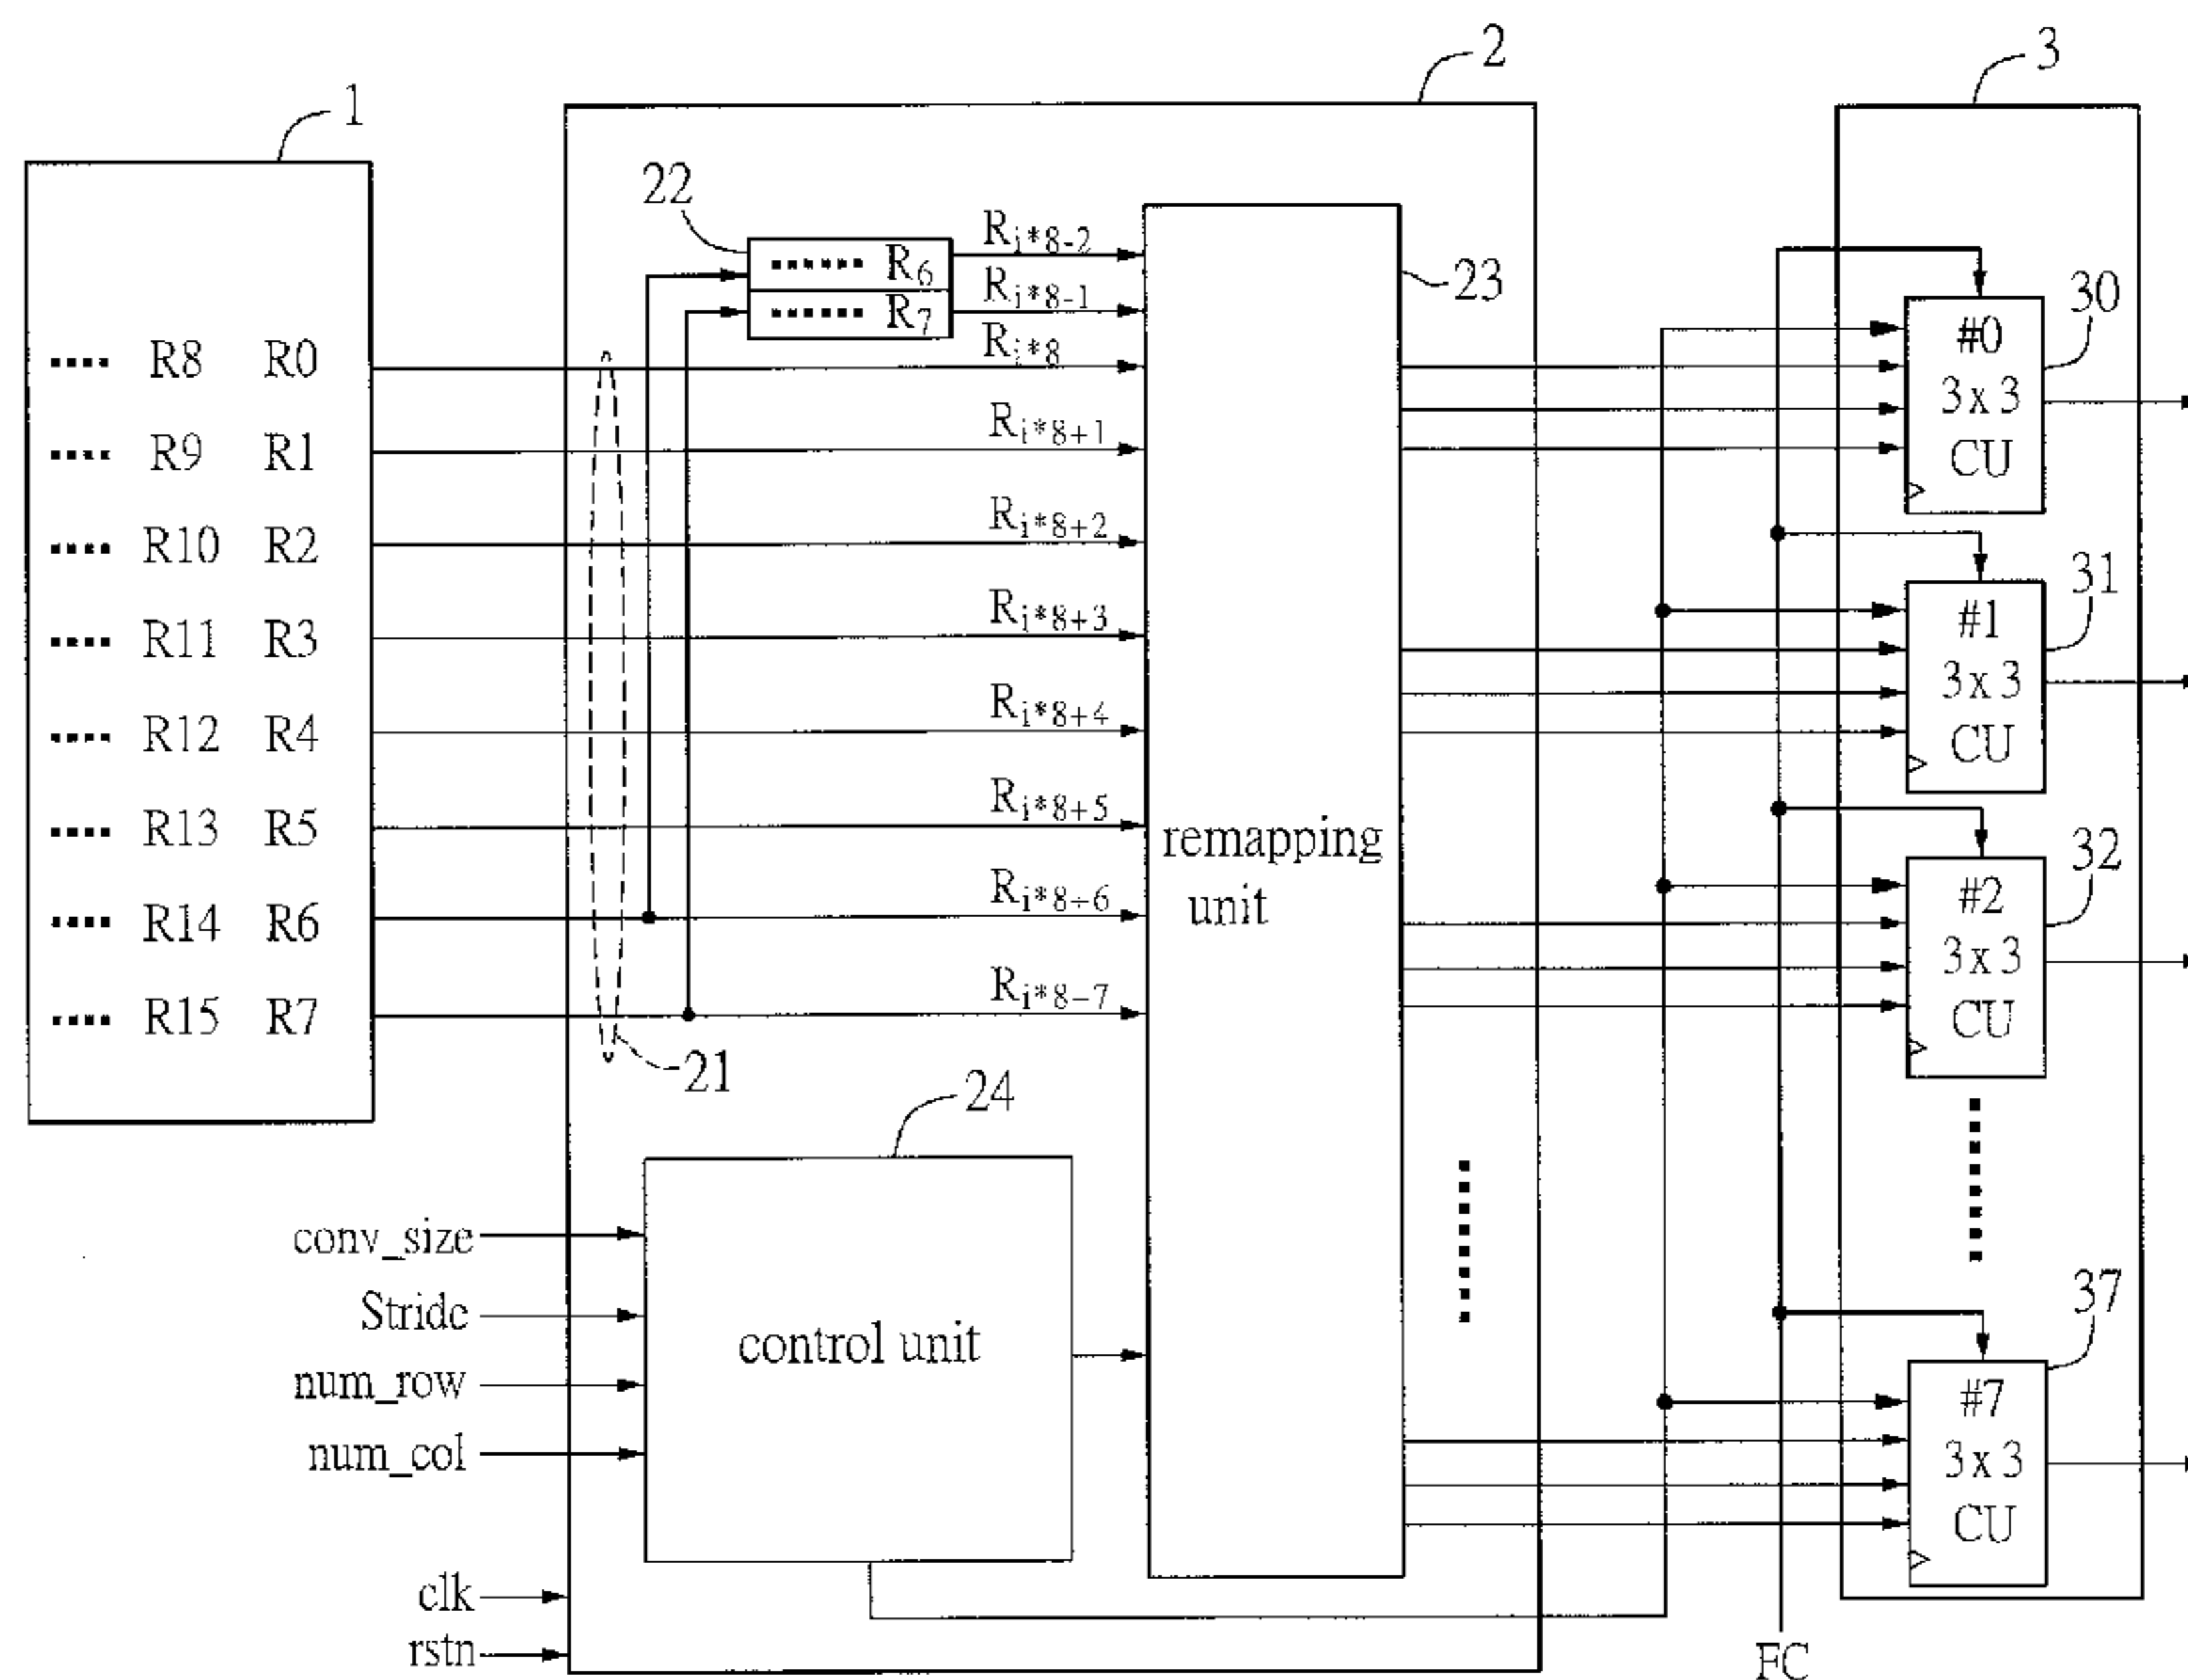 1
2
3
R8 R0
R9 R1
R10 R2
R11 R3
R12 R4
R13 R5
R14 R6
R15 R7
21
22
R6
R7
Ri*8-2
Ri*8-1
Ri*8
Ri*8+1
Ri*8+2
Ri*8+3
Ri*8+4
Ri*8+5
Ri*8+6
Ri*8-7
23
remapping
unit
24
control unit
conv_size
Stride
num_row
num_col
clk
rstn
30
#0
3x3
CU
31
#1
3x3
CU
32
#2
3x3
CU
37
#7
3x3
CU
FC